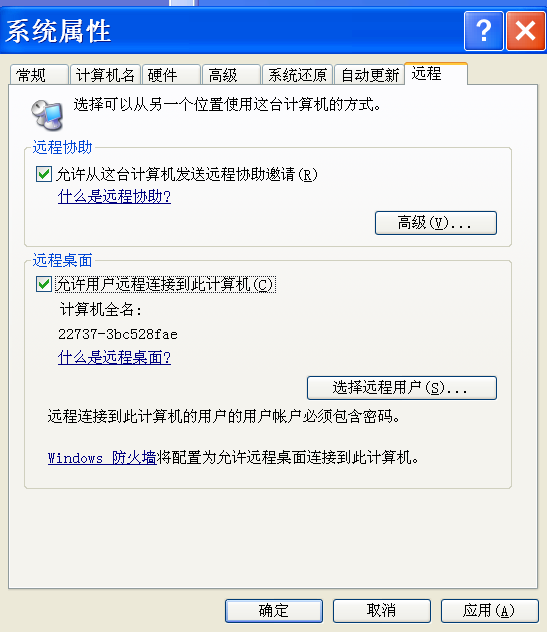 系统属性
常规 计算机名 硬件 高级 系统还原 自动更新 远程
选择可以从另一个位置使用这台计算机的方式。
远程协助
允许从这台计算机发送远程协助邀请(R)
什么是远程协助?
高级(V)...
远程桌面
允许用户远程连接到此计算机(C)
计算机全名:
22737-3bc528fae
什么是远程桌面?
选择远程用户(S)...
远程连接到此计算机的用户的用户帐户必须包含密码。
Windows 防火墙将配置为允许远程桌面连接到此计算机。
确定 取消 应用(A)